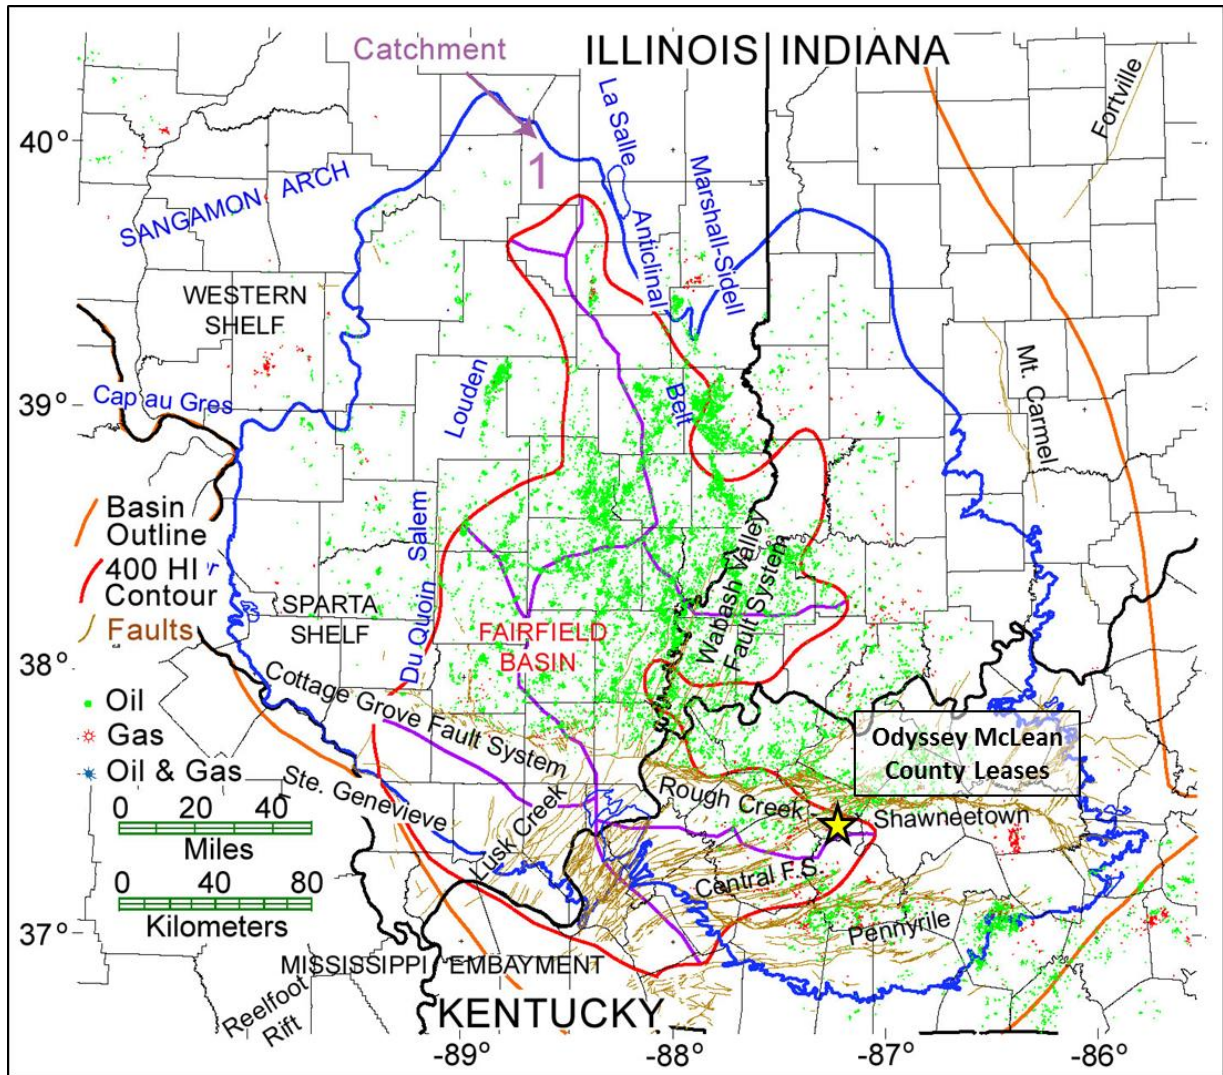 Catchment
ILLINOIS
INDIANA
Fortville
La Salle
40°
1
SANGAMON ARCH
Marshall-Sidell
Anticlinal
WESTERN
SHELF
Mt. Carmel
Louden
Belt
39°
Cap au Gres
Basin
Outline
400 HI
Contour
Faults
Salem
Du Quoin
Wabash Valley
Fault System
SPARTA
SHELF
FAIRFIELD
BASIN
38°
Cottage Grove Fault System
Oil
Gas
Oil & Gas
Odyssey McLean
County Leases
Ste. Genevieve
Rough Creek
Shawneetown
0 20 40
Miles
Lusk Creek
0 40 80
Kilometers
Central F.S.
Pennyrile
37°
MISSISSIPPI EMBAYMENT
Reelfoot
Rift
KENTUCKY
-89°
-88°
-87°
-86°